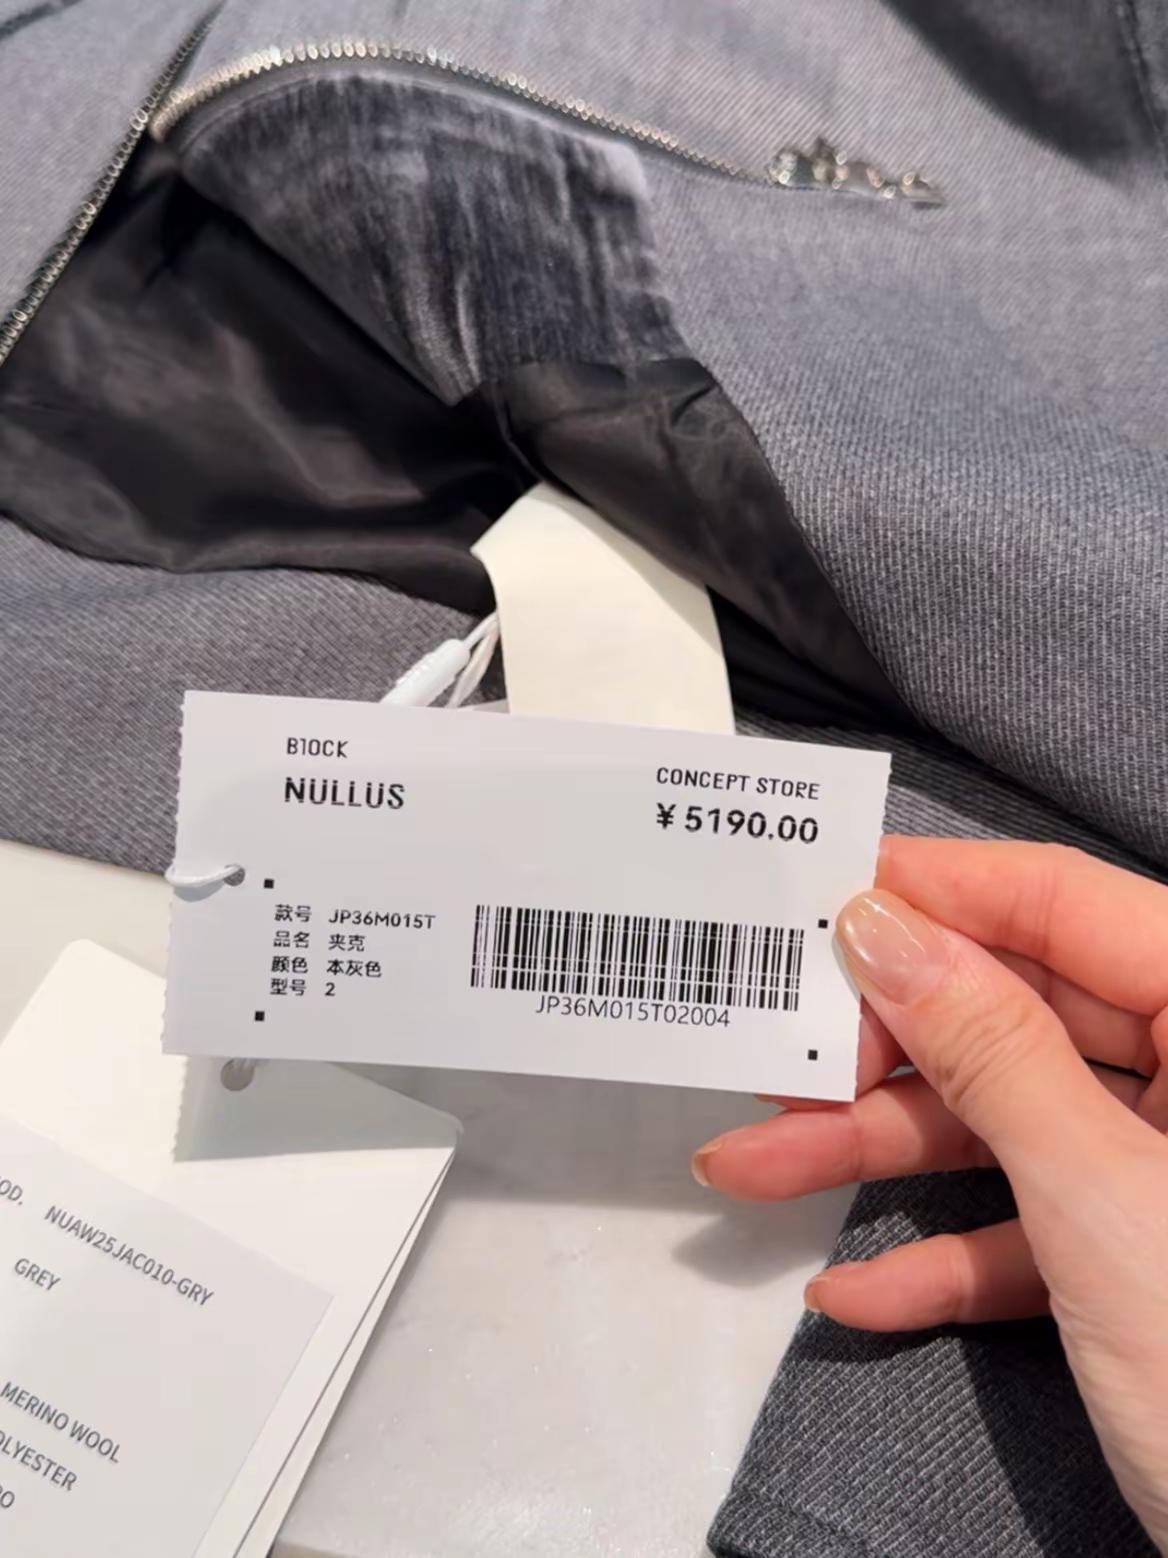 B1OCK
NULLUS
CONCEPT STORE
¥ 5190.00
款号 JP36M015T
品名 夹克
颜色 本灰色
型号 2
JP36M015T02004
NUAW25JAC010-GRY
GREY
MERINO WOOL